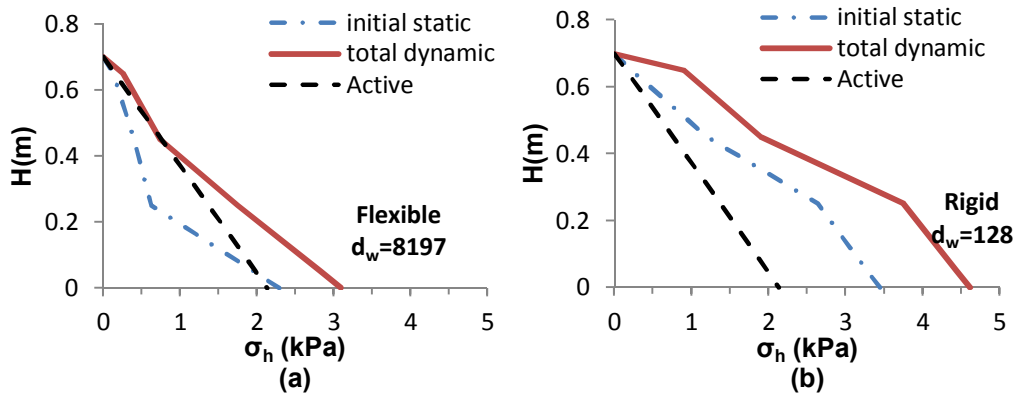 0.8
0.6
0.4
0.2
0
H(m)
initial static
total dynamic
Active
Flexible
d_w=8197
0 1 2 3 4 5
σ_h (kPa)
(a)
0.8
0.6
0.4
0.2
0
H(m)
initial static
total dynamic
Active
Rigid
d_w=128
0 1 2 3 4 5
σ_h (kPa)
(b)